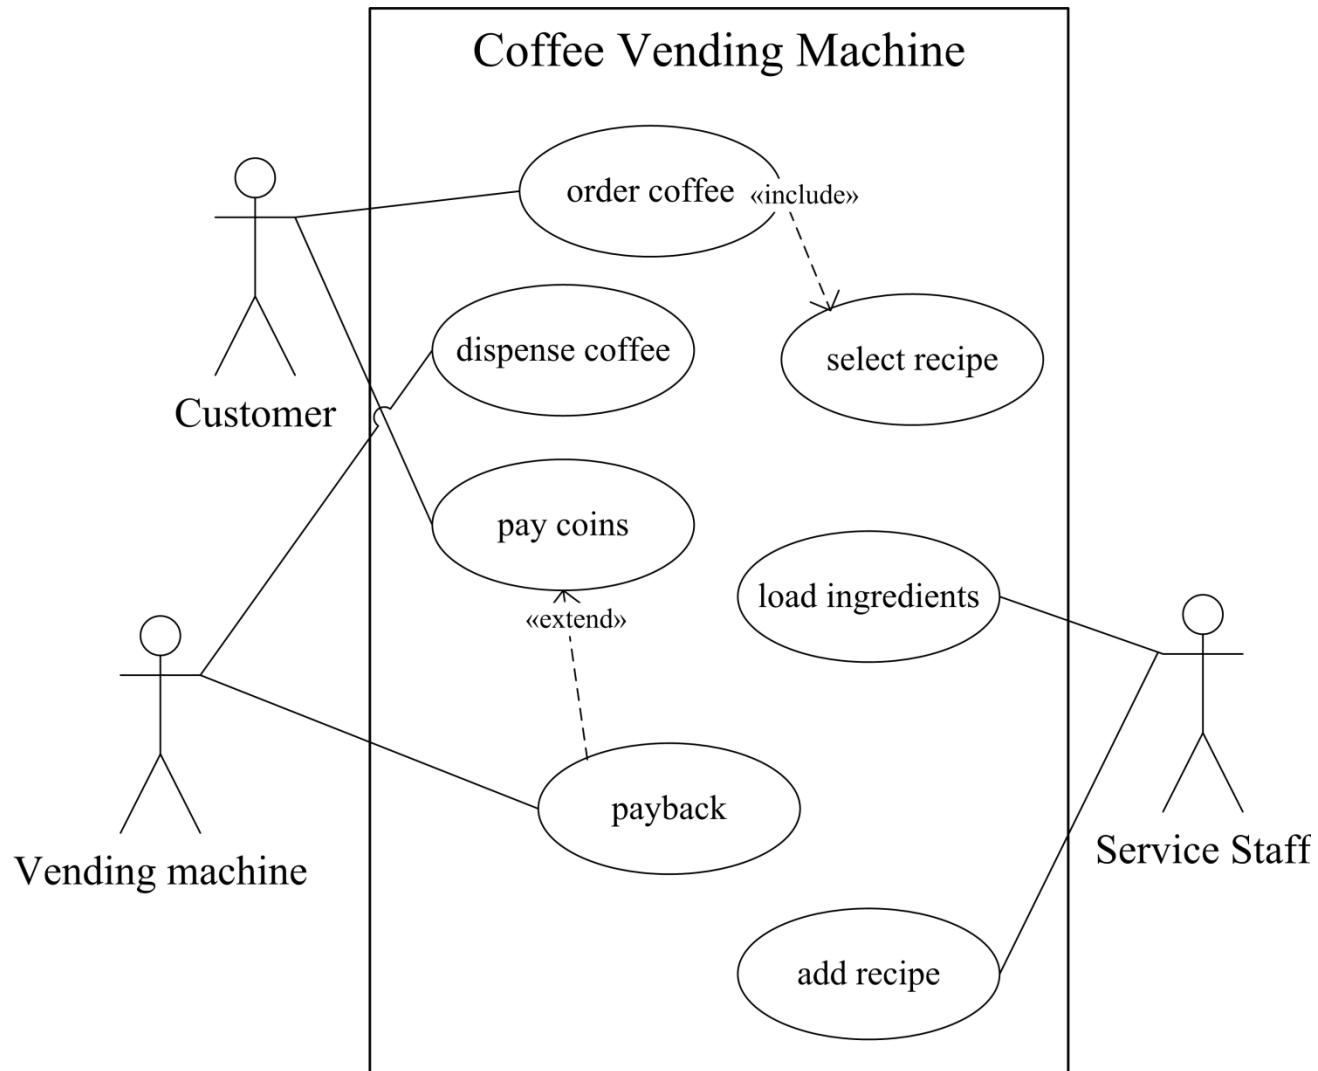 Coffee Vending Machine
order coffee
«include»
dispense coffee
select recipe
Customer
pay coins
load ingredients
«extend»
payback
Service Staff
Vending machine
add recipe